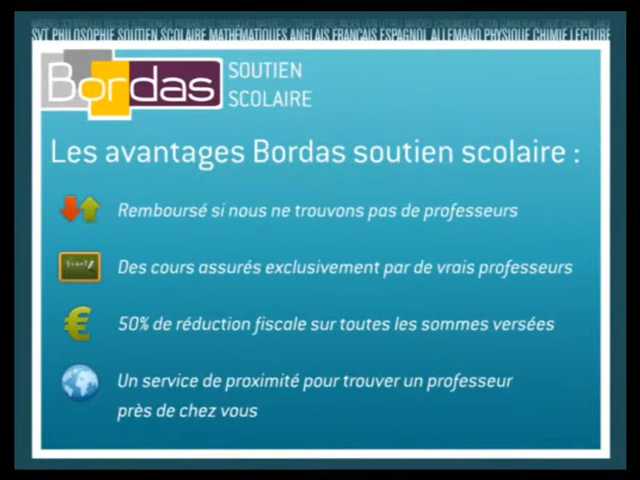 SVT PHILOSOPHIE SOUTIEN SCOLAIRE MATHÉMATIQUES ANGLAIS FRANÇAIS ESPAGNOL ALLEMAND PHYSIQUE CHIMIE LECTURE
Bordas SOUTIEN
SCOLAIRE
Les avantages Bordas soutien scolaire :
Remboursé si nous ne trouvons pas de professeurs
Des cours assurés exclusivement par de vrais professeurs
50% de réduction fiscale sur toutes les sommes versées
Un service de proximité pour trouver un professeur
près de chez vous